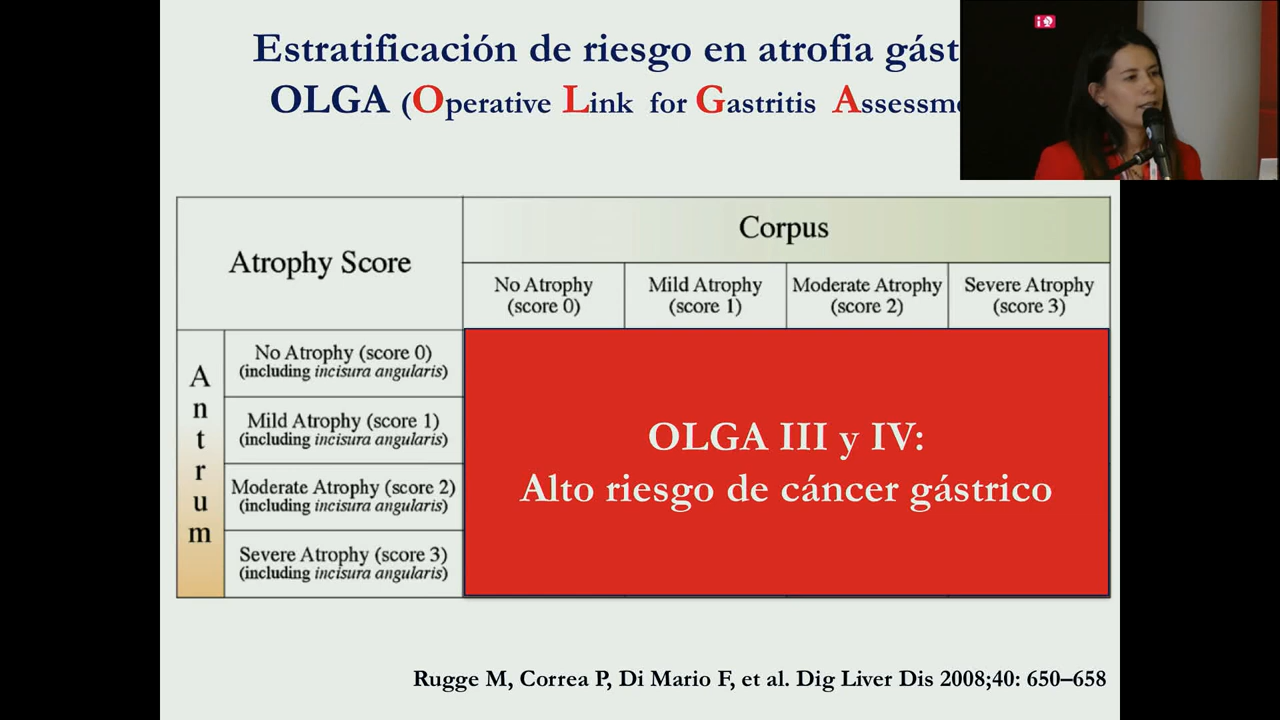 Estratificación de riesgo en atrofia gást
OLGA (Operative Link for Gastritis Assessme
Atrophy Score
Corpus
No Atrophy
(score 0)
Mild Atrophy
(score 1)
Moderate Atrophy
(score 2)
Severe Atrophy
(score 3)
Antrum
No Atrophy (score 0)
(including incisura angularis)
Mild Atrophy (score 1)
(including incisura angularis)
Moderate Atrophy (score 2)
(including incisura angularis)
Severe Atrophy (score 3)
(including incisura angularis)
OLGA III y IV:
Alto riesgo de cáncer gástrico
Rugge M, Correa P, Di Mario F, et al. Dig Liver Dis 2008;40: 650–658